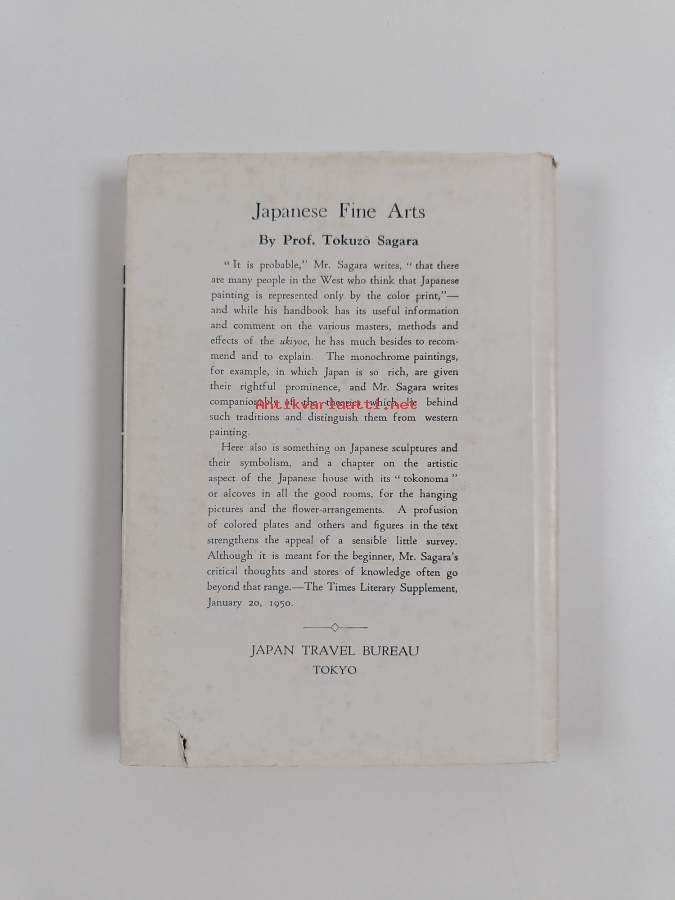 Japanese Fine Arts
By Prof. Tokuzō Sagara
“It is probable,” Mr. Sagara writes, “that there
are many people in the West who think that Japanese
painting is represented only by the color print,”—
and while his handbook has its useful information
and comment on the various masters, methods and
effects of the ukiyoe, he has much besides to recom-
mend and to explain. The monochrome paintings,
for example, in which Japan is so rich, are given
their rightful prominence, and Mr. Sagara writes
companionably of the theories which lie behind
Antikvariaatti.net
such traditions and distinguish them from western
painting.
Here also is something on Japanese sculptures and
their symbolism, and a chapter on the artistic
aspect of the Japanese house with its “tokonoma”
or alcoves in all the good rooms, for the hanging
pictures and the flower-arrangements. A profusion
of colored plates and others and figures in the text
strengthens the appeal of a sensible little survey.
Although it is meant for the beginner, Mr. Sagara's
critical thoughts and stores of knowledge often go
beyond that range.—The Times Literary Supplement,
January 20, 1950.
JAPAN TRAVEL BUREAU
TOKYO